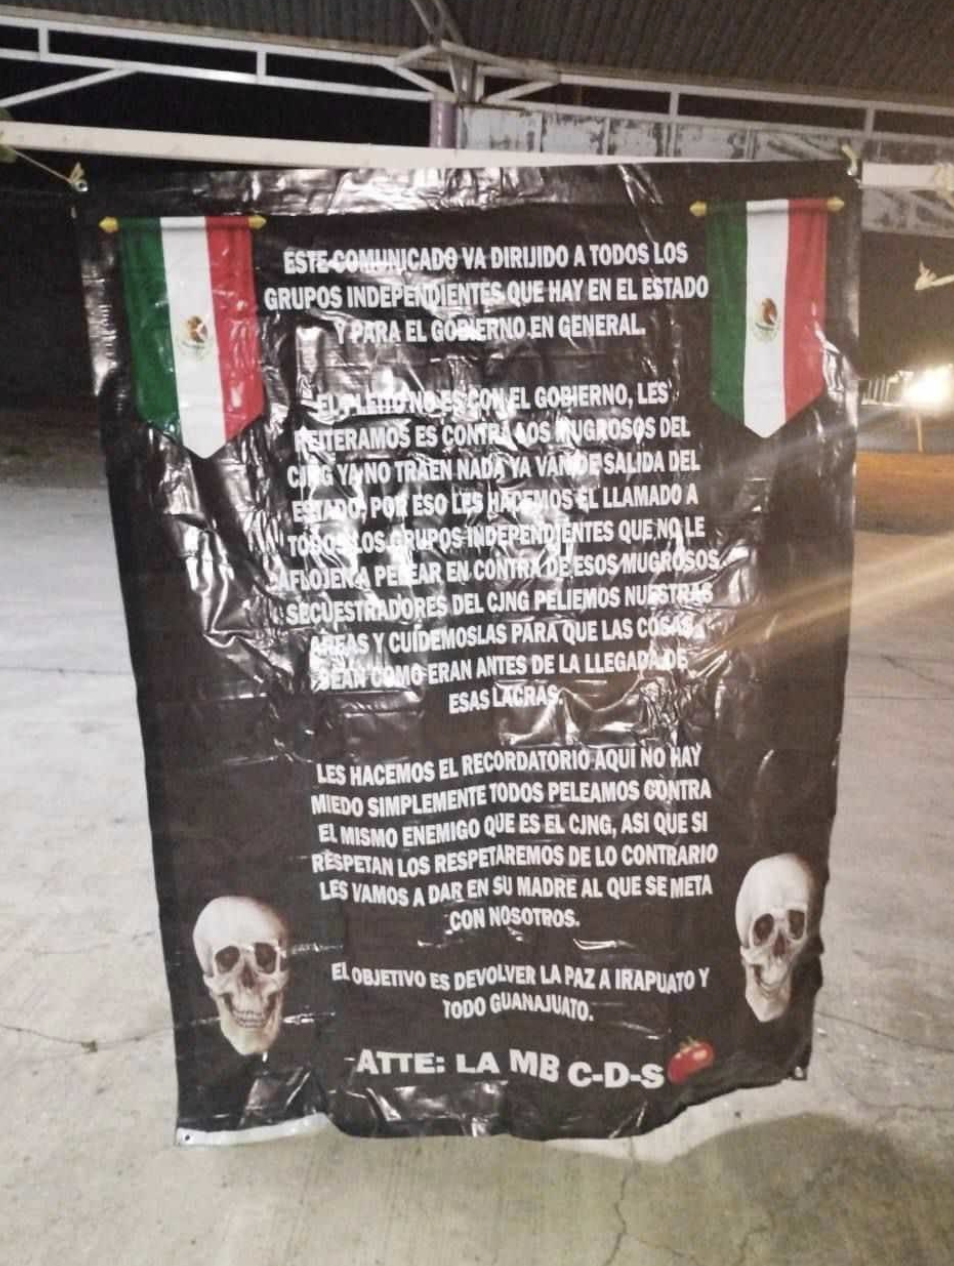 ESTE COMUNICADO VA DIRIJIDO A TODOS LOS
GRUPOS INDEPENDIENTES QUE HAY EN EL ESTADO
Y PARA EL GOBIERNO EN GENERAL.
EL PLEITO NO ES CON EL GOBIERNO, LES
REITERAMOS ES CONTRA LOS MUGROSOS DEL
CJNG YA NO TRAEN NADA YA VAN DE SALIDA DEL
ESTADO, POR ESO LES HACEMOS EL LLAMADO A
TODOS LOS GRUPOS INDEPENDIENTES QUE NO LE
AFLOJEN A PELEAR EN CONTRA DE ESOS MUGROSOS
SECUESTRADORES DEL CJNG PELIEMOS NUESTRAS
AREAS Y CUÍDEMOSLAS PARA QUE LAS COSAS
SEAN COMO ERAN ANTES DE LA LLEGADA DE
ESAS LACRAS.
LES HACEMOS EL RECORDATORIO AQUÍ NO HAY
MIEDO SIMPLEMENTE TODOS PELEAMOS CONTRA
EL MISMO ENEMIGO QUE ES EL CJNG, ASI QUE SI
RESPETAN LOS RESPETAREMOS DE LO CONTRARIO
LES VAMOS A DAR EN SU MADRE AL QUE SE META
CON NOSOTROS.
EL OBJETIVO ES DEVOLVER LA PAZ A IRAPUATO Y
TODO GUANAJUATO.
ATTE: LA MB C-D-S